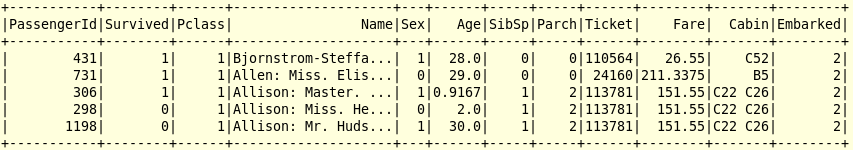 +-----------+--------+------+--------------------+---+------+-----+-----+------+--------+-------+--------+
|PassengerId|Survived|Pclass|                Name|Sex|   Age|SibSp|Parch|Ticket|    Fare|  Cabin|Embarked|
+-----------+--------+------+--------------------+---+------+-----+-----+------+--------+-------+--------+
|        431|       1|     1|Bjornstrom-Steffa...|  1|  28.0|    0|    0|110564|   26.55|    C52|       2|
|        731|       1|     1|Allen: Miss. Elis...|  0|  29.0|    0|    0| 24160|211.3375|     B5|       2|
|        306|       1|     1|Allison: Master. ...|  1|0.9167|    1|    2|113781|  151.55|C22 C26|       2|
|        298|       0|     1|Allison: Miss. He...|  0|   2.0|    1|    2|113781|  151.55|C22 C26|       2|
|       1198|       0|     1|Allison: Mr. Huds...|  1|  30.0|    1|    2|113781|  151.55|C22 C26|       2|
+-----------+--------+------+--------------------+---+------+-----+-----+------+--------+-------+--------+